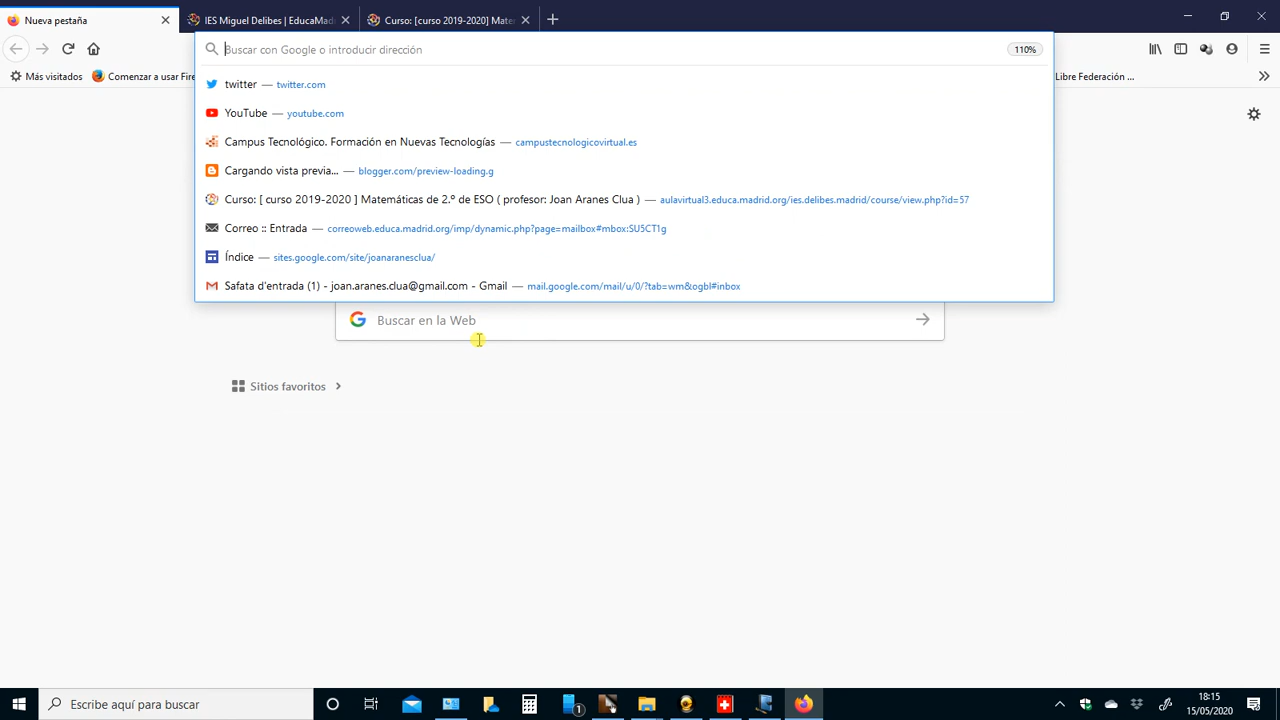 Nueva pestaña
IES Miguel Delibes | EducaMad
Curso: [curso 2019-2020] Mater
Buscar con Google o introducir dirección
110%
Más visitados
Comenzar a usar Fire
Libre Federación ...
twitter — twitter.com
YouTube — youtube.com
Campus Tecnológico. Formación en Nuevas Tecnologías — campustecnologicovirtual.es
Cargando vista previa... — blogger.com/preview-loading.g
Curso: [ curso 2019-2020 ] Matemáticas de 2.º de ESO ( profesor: Joan Aranes Clua ) — aulavirtual3.educa.madrid.org/ies.delibes.madrid/course/view.php?id=57
Correo :: Entrada — correoweb.educa.madrid.org/imp/dynamic.php?page=mailbox#mbox:SU5CT1g
Índice — sites.google.com/site/joanaranesclua/
Safata d'entrada (1) - joan.aranes.clua@gmail.com - Gmail — mail.google.com/mail/u/0/?tab=wm&ogbl#inbox
Buscar en la Web
Sitios favoritos
Escribe aquí para buscar
1
18:15
15/05/2020